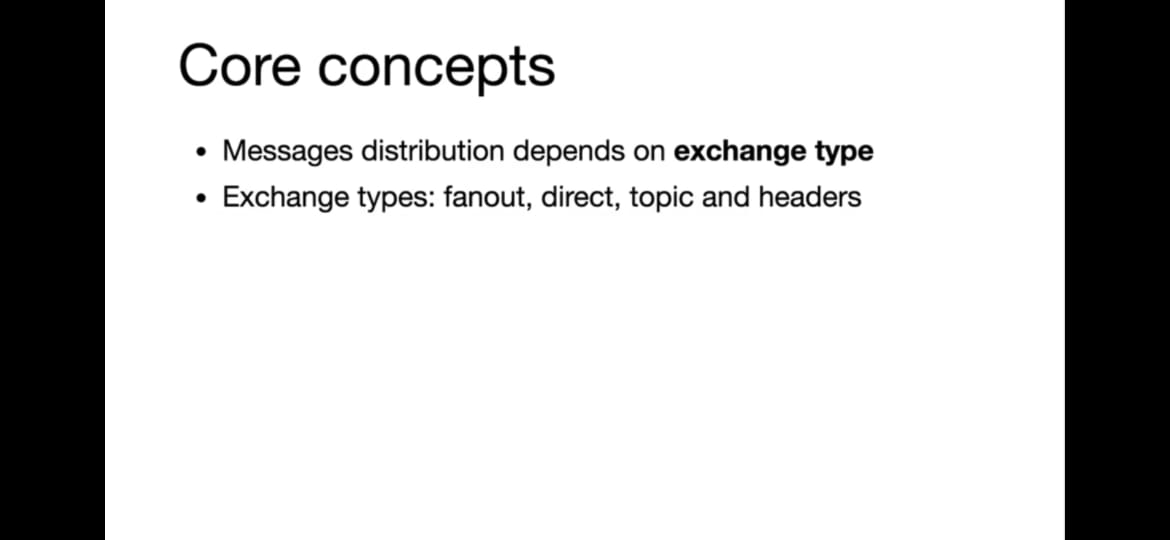 Core concepts
• Messages distribution depends on exchange type
• Exchange types: fanout, direct, topic and headers